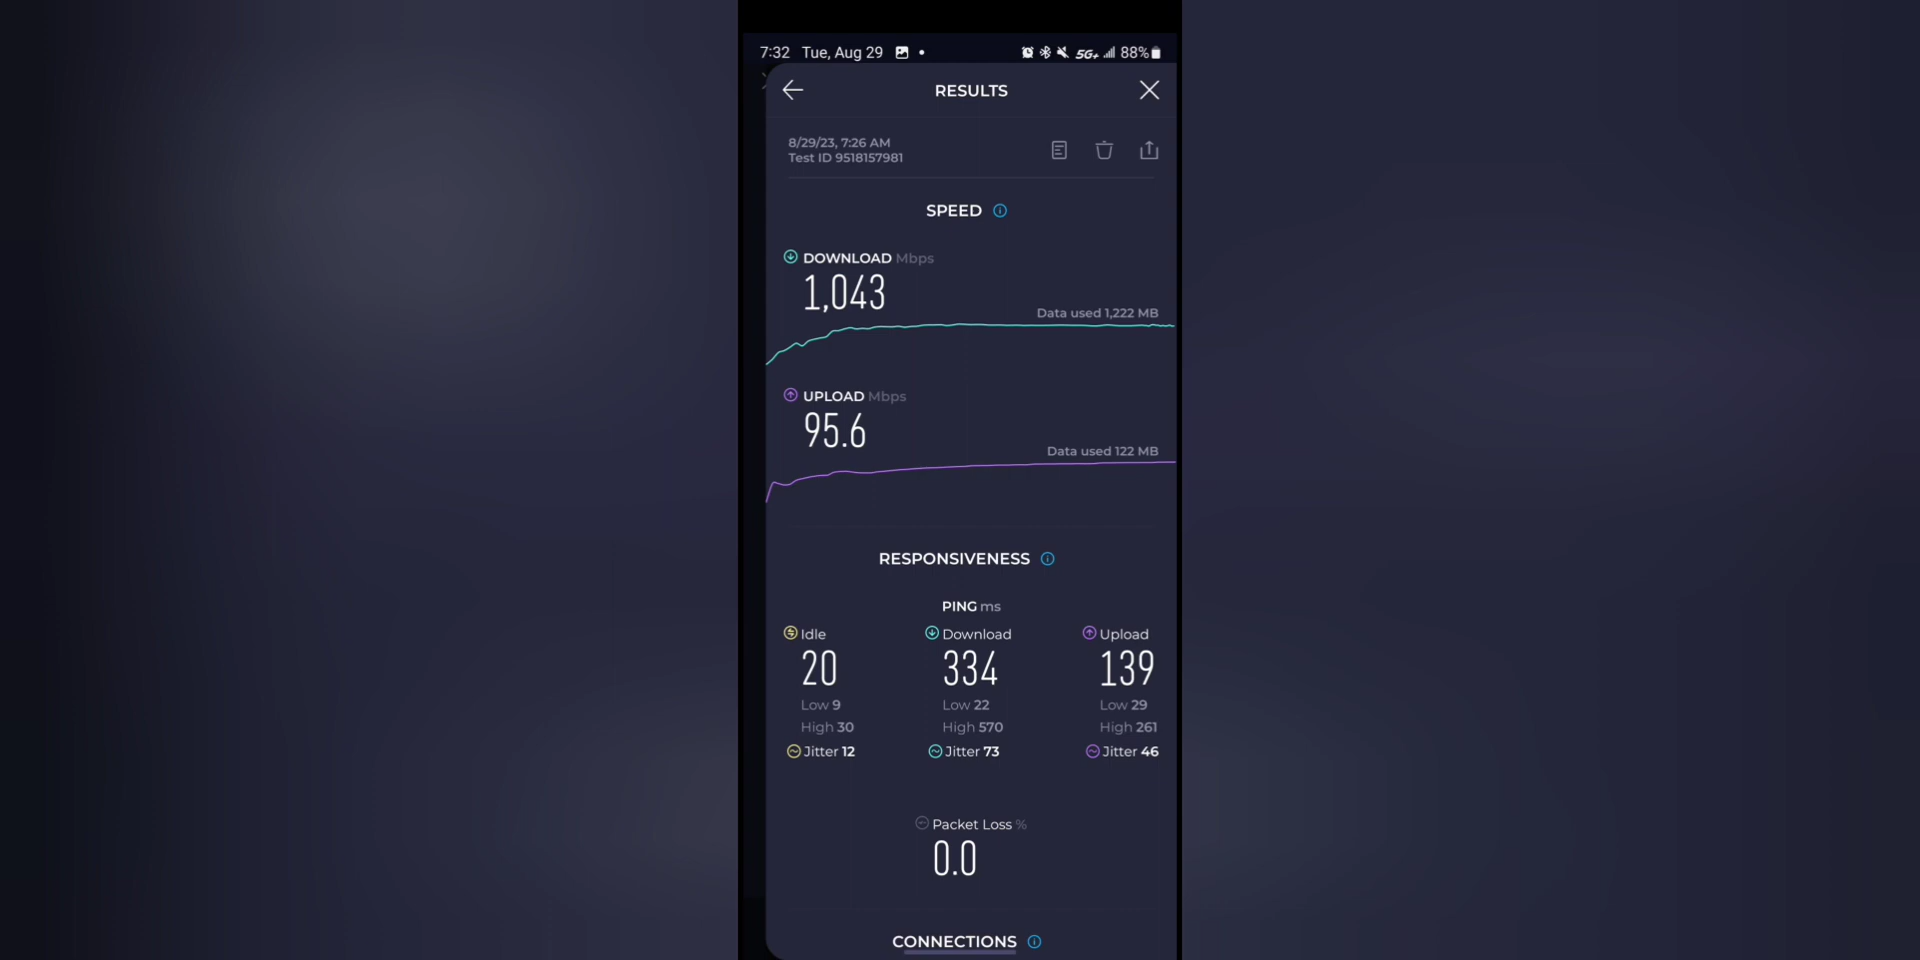 7:32 Tue, Aug 29 5G+ 88%
RESULTS
8/29/23, 7:26 AM
Test ID 9518157981
SPEED
DOWNLOAD Mbps
1,043
Data used 1,222 MB
UPLOAD Mbps
95.6
Data used 122 MB
RESPONSIVENESS
PING ms
Idle Download Upload
20 334 139
Low 9 Low 22 Low 29
High 30 High 570 High 261
Jitter 12 Jitter 73 Jitter 46
Packet Loss %
0.0
CONNECTIONS